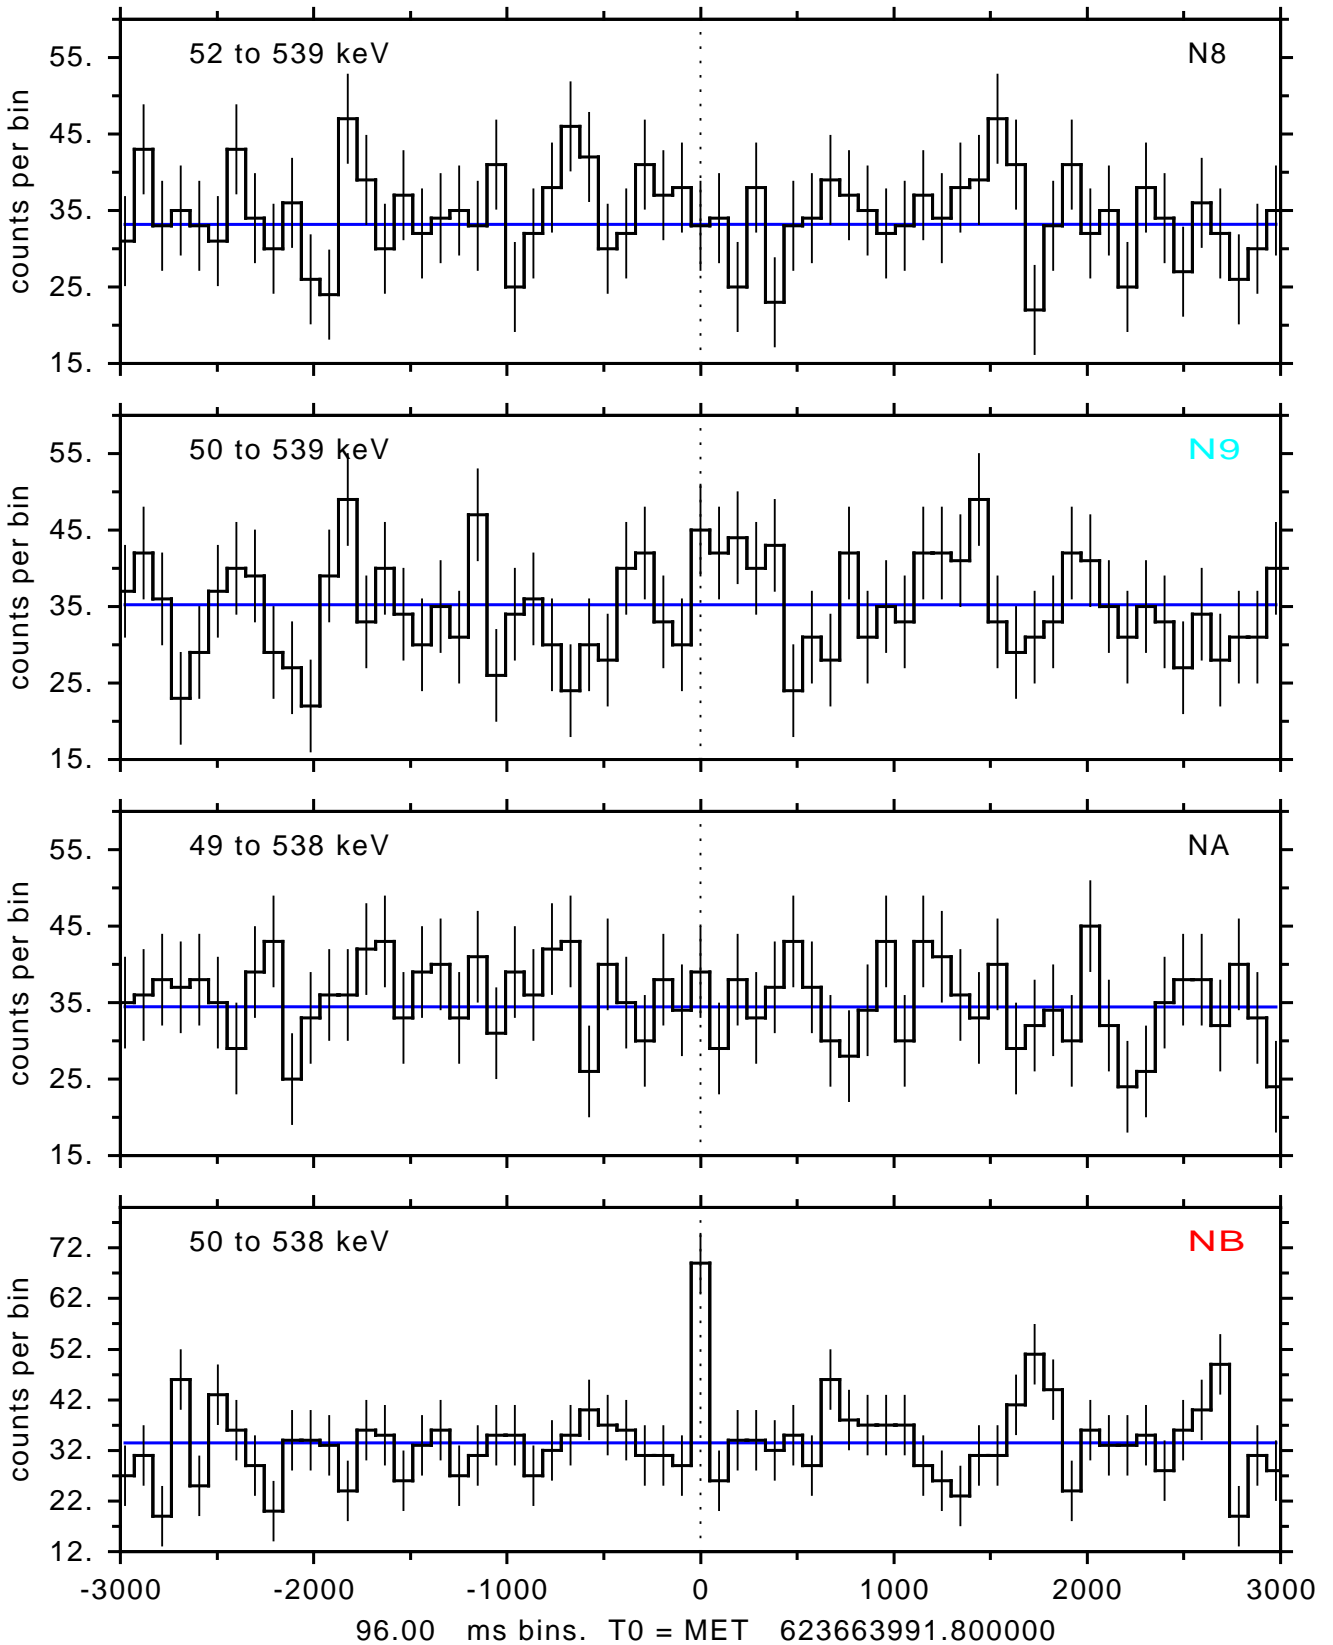 52 to 539 keV N8
55.
45.
35.
25.
15.
counts per bin
50 to 539 keV N9
55.
45.
35.
25.
15.
counts per bin
49 to 538 keV NA
55.
45.
35.
25.
15.
counts per bin
50 to 538 keV NB
72.
62.
52.
42.
32.
22.
12.
counts per bin
-3000 -2000 -1000 0 1000 2000 3000
96.00 ms bins. T0 = MET 623663991.800000